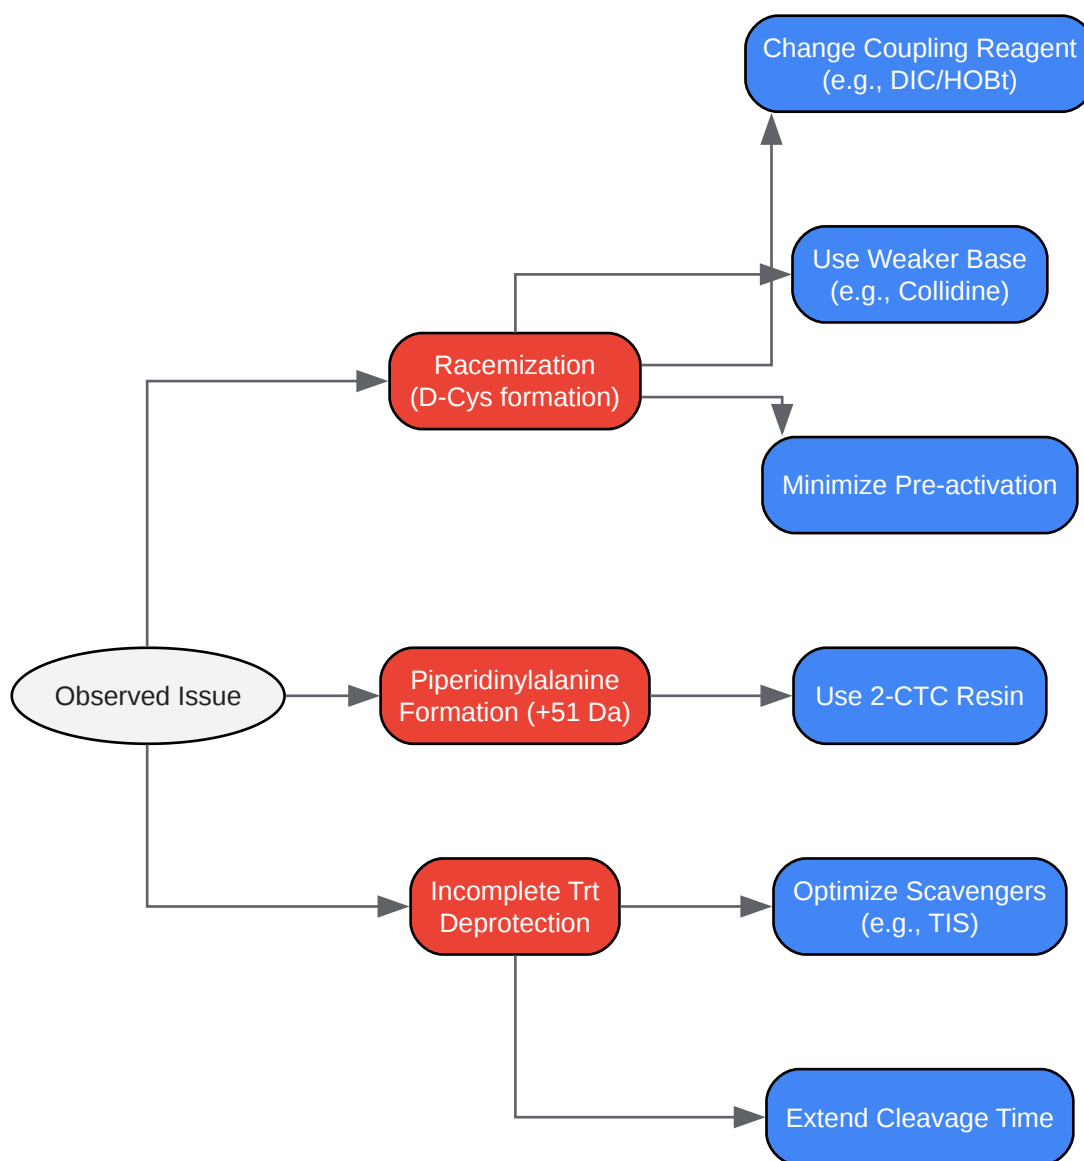 Change Coupling Reagent
(e.g., DIC/HOBt)
Use Weaker Base
(e.g., Collidine)
Racemization
(D-Cys formation)
Minimize Pre-activation
Observed Issue
Piperidinylalanine
Formation (+51 Da)
Use 2-CTC Resin
Incomplete Trt
Deprotection
Optimize Scavengers
(e.g., TIS)
Extend Cleavage Time